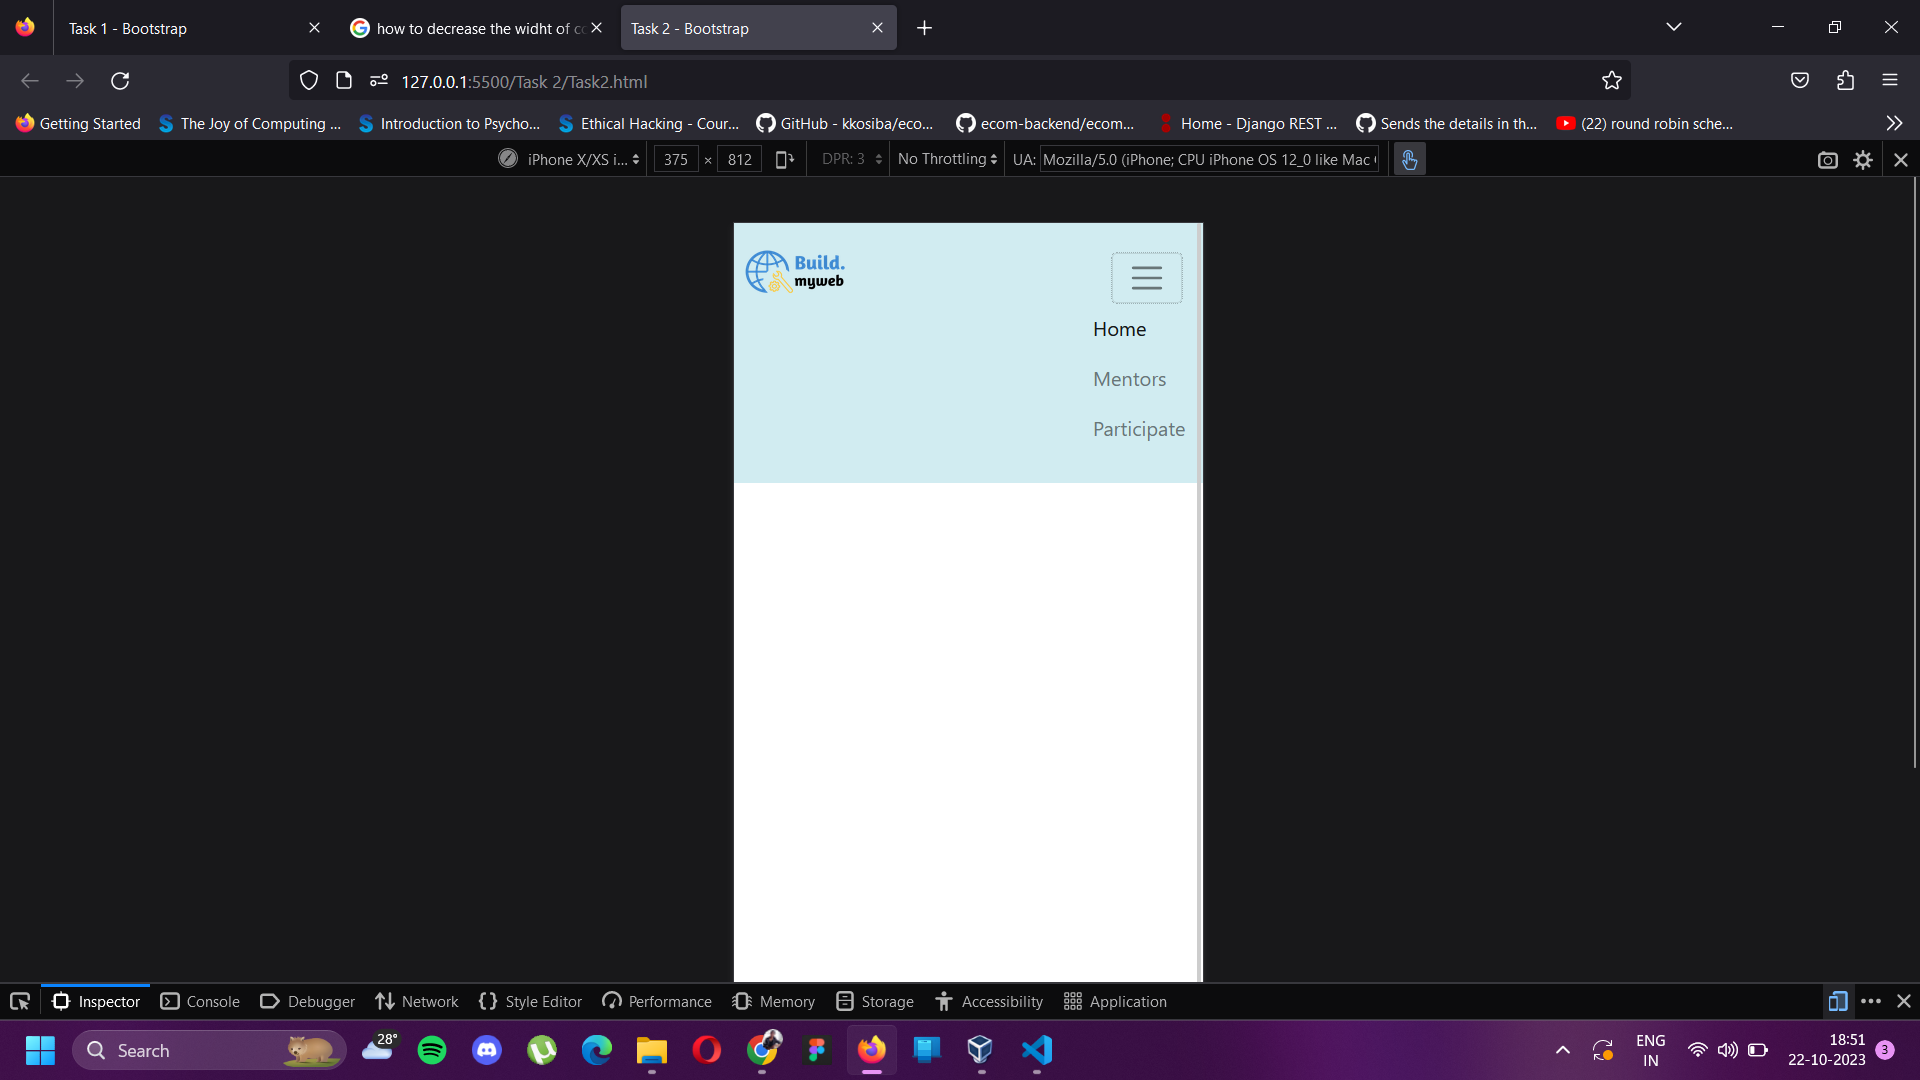 Task 1 - Bootstrap
how to decrease the widht of co
Task 2 - Bootstrap
127.0.0.1:5500/Task 2/Task2.html
Getting Started
The Joy of Computing ...
Introduction to Psycho...
Ethical Hacking - Cour...
GitHub - kkosiba/eco...
ecom-backend/ecom...
Home - Django REST ...
Sends the details in th...
(22) round robin sche...
iPhone X/XS i...
375 × 812
DPR: 3
No Throttling
UA: Mozilla/5.0 (iPhone; CPU iPhone OS 12_0 like Mac
Build.
myweb
Home
Mentors
Participate
Inspector
Console
Debugger
Network
Style Editor
Performance
Memory
Storage
Accessibility
Application
Search
28°
ENG
IN
18:51
22-10-2023
3